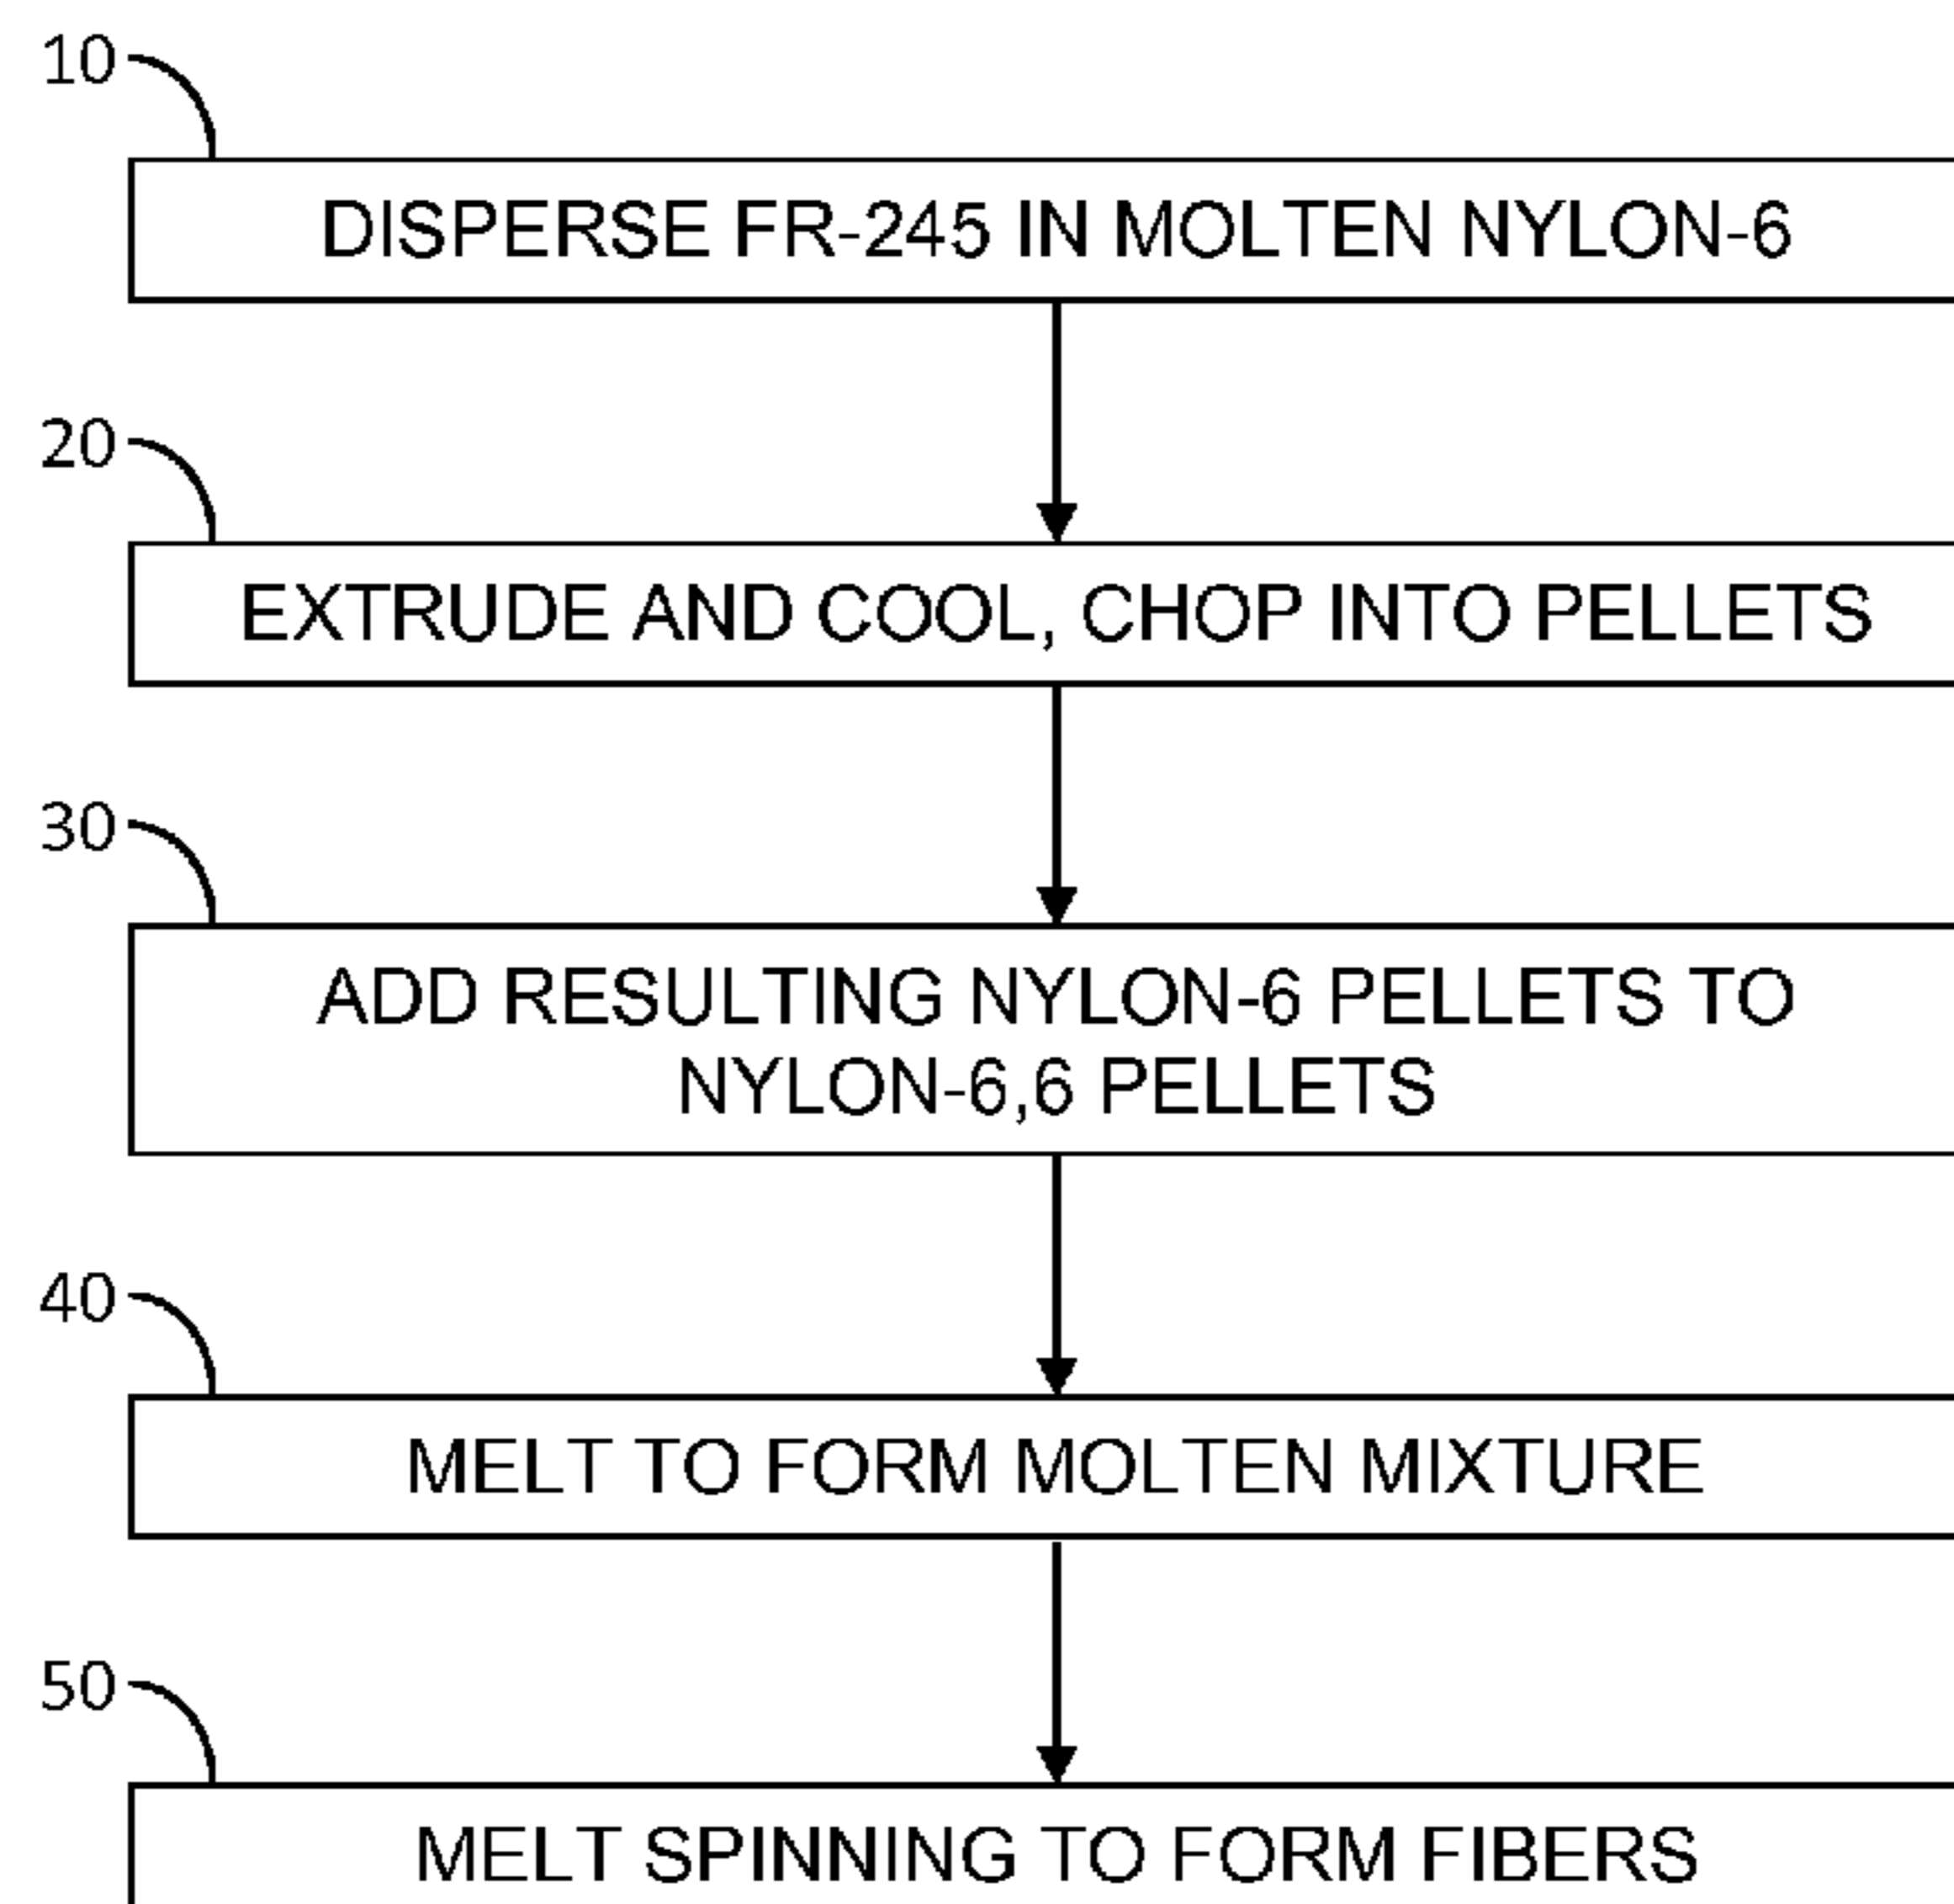 10
DISPERSE FR-245 IN MOLTEN NYLON-6
20
EXTRUDE AND COOL, CHOP INTO PELLETS
30
ADD RESULTING NYLON-6 PELLETS TO
NYLON-6,6 PELLETS
40
MELT TO FORM MOLTEN MIXTURE
50
MELT SPINNING TO FORM FIBERS